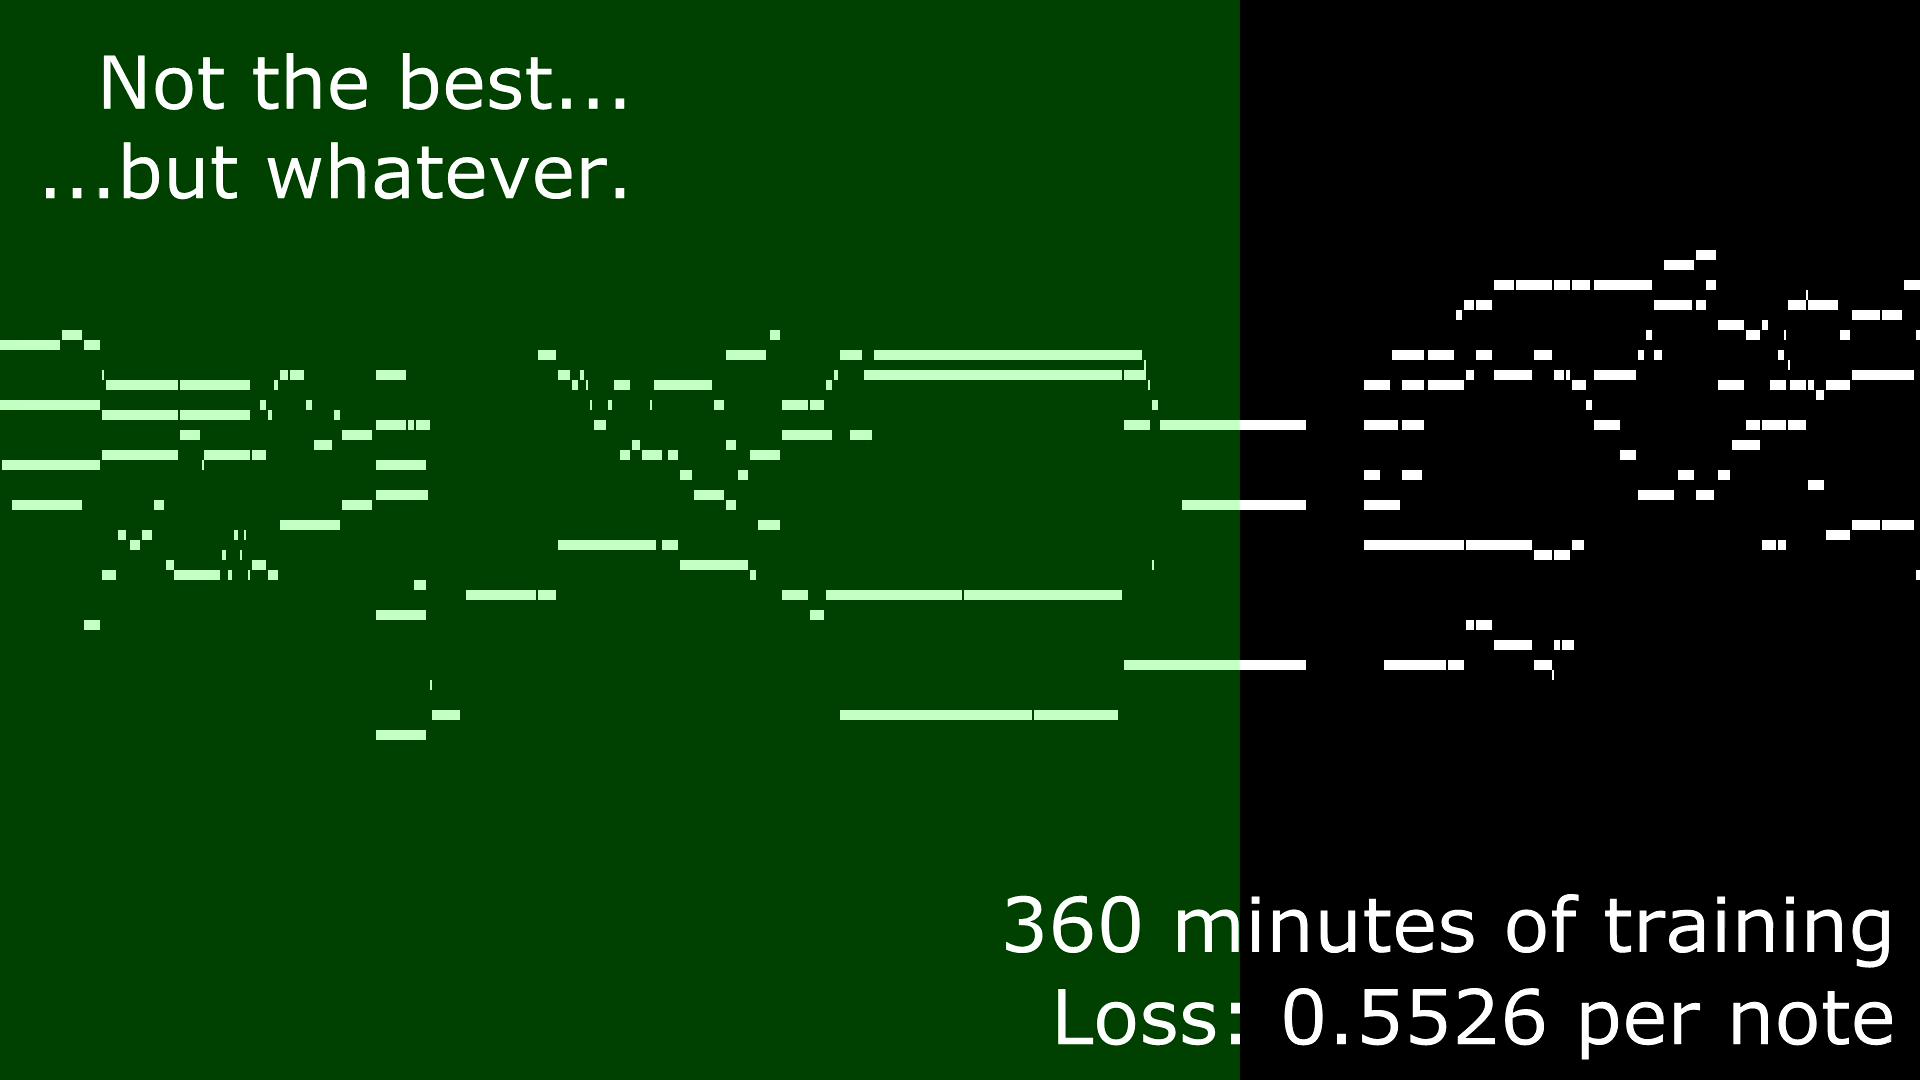 Not the best...
...but whatever.
360 minutes of training
Loss: 0.5526 per note